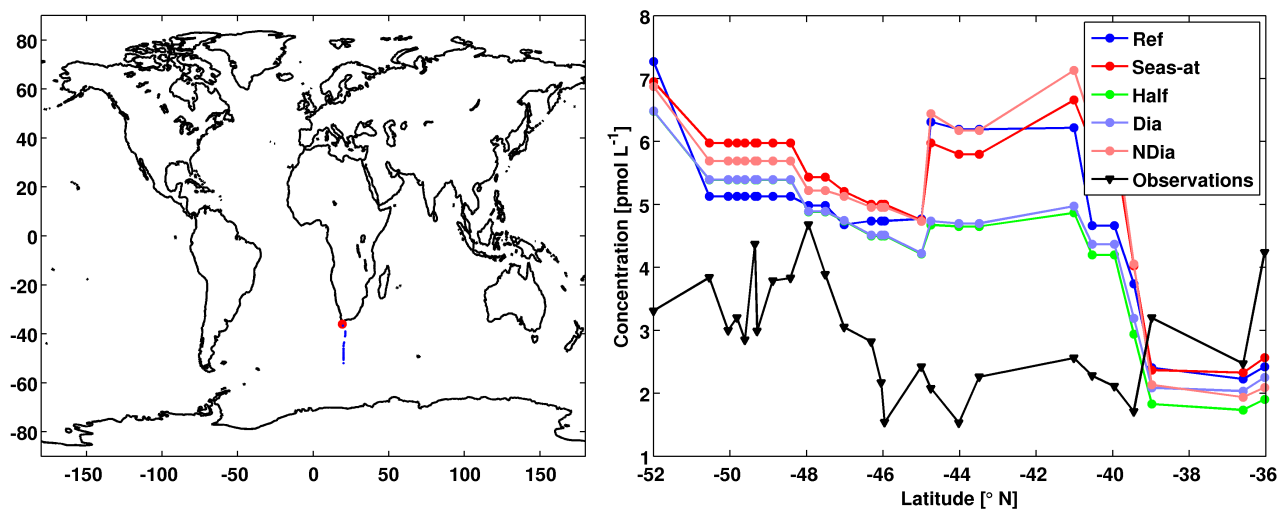 80
60
40
20
0
-20
-40
-60
-80
-150 -100 -50 0 50 100 150
Concentration [pmol L-1]
8
7
6
5
4
3
2
1
-52 -50 -48 -46 -44 -42 -40 -38 -36
Latitude [° N]
Ref
Seas-at
Half
Dia
NDia
Observations